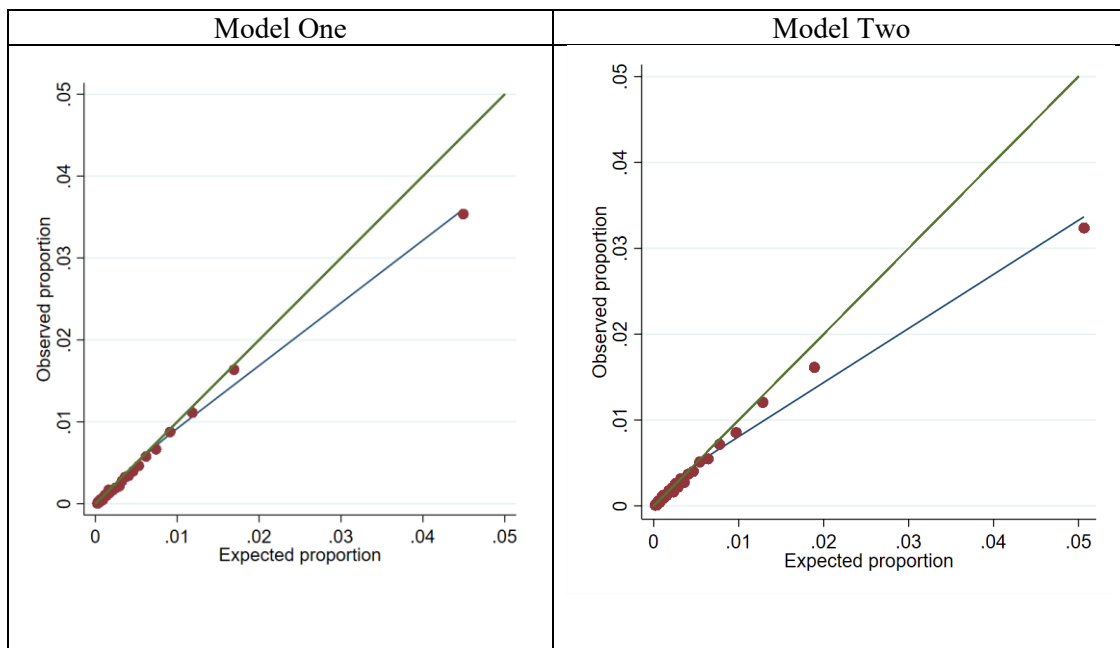 Model One
Model Two
.05
.04
.03
.02
.01
0
Observed proportion
0 .01 .02 .03 .04 .05
Expected proportion
.05
.04
.03
.02
.01
0
Observed proportion
0 .01 .02 .03 .04 .05
Expected proportion